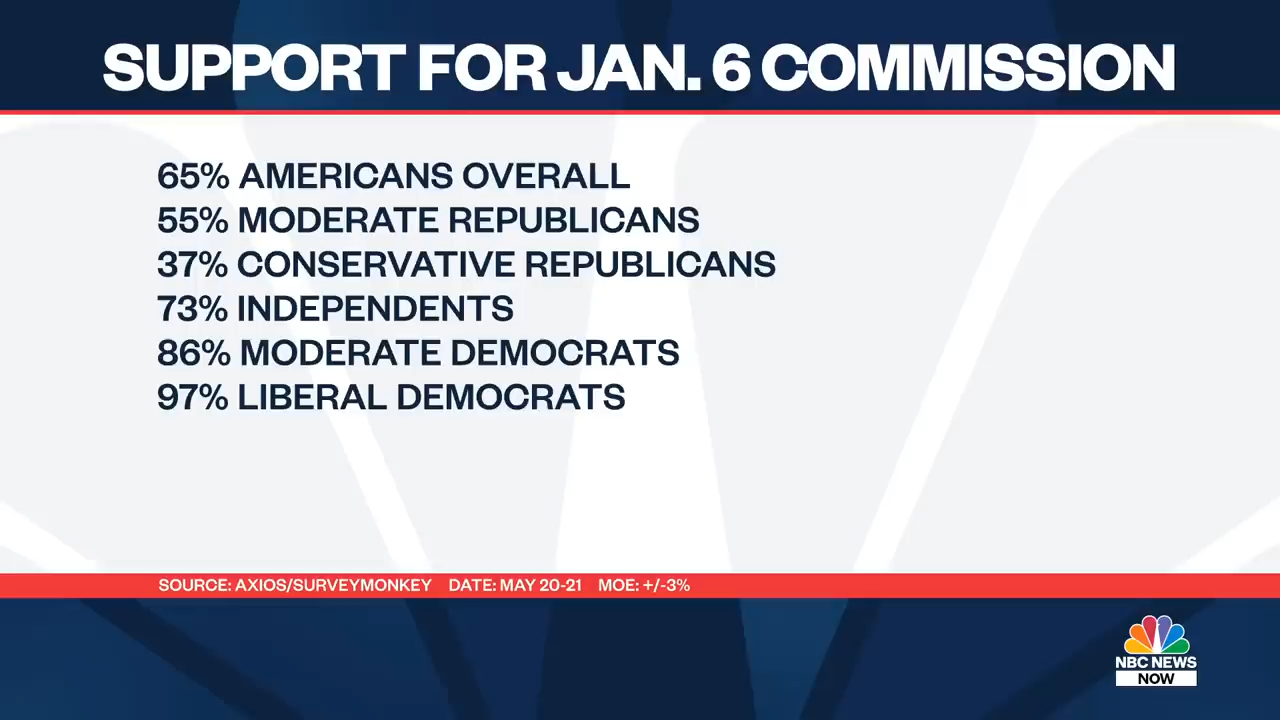 SUPPORT FOR JAN. 6 COMMISSION
65% AMERICANS OVERALL
55% MODERATE REPUBLICANS
37% CONSERVATIVE REPUBLICANS
73% INDEPENDENTS
86% MODERATE DEMOCRATS
97% LIBERAL DEMOCRATS
SOURCE: AXIOS/SURVEYMONKEY DATE: MAY 20-21 MOE: +/-3%
NBC NEWS
NOW